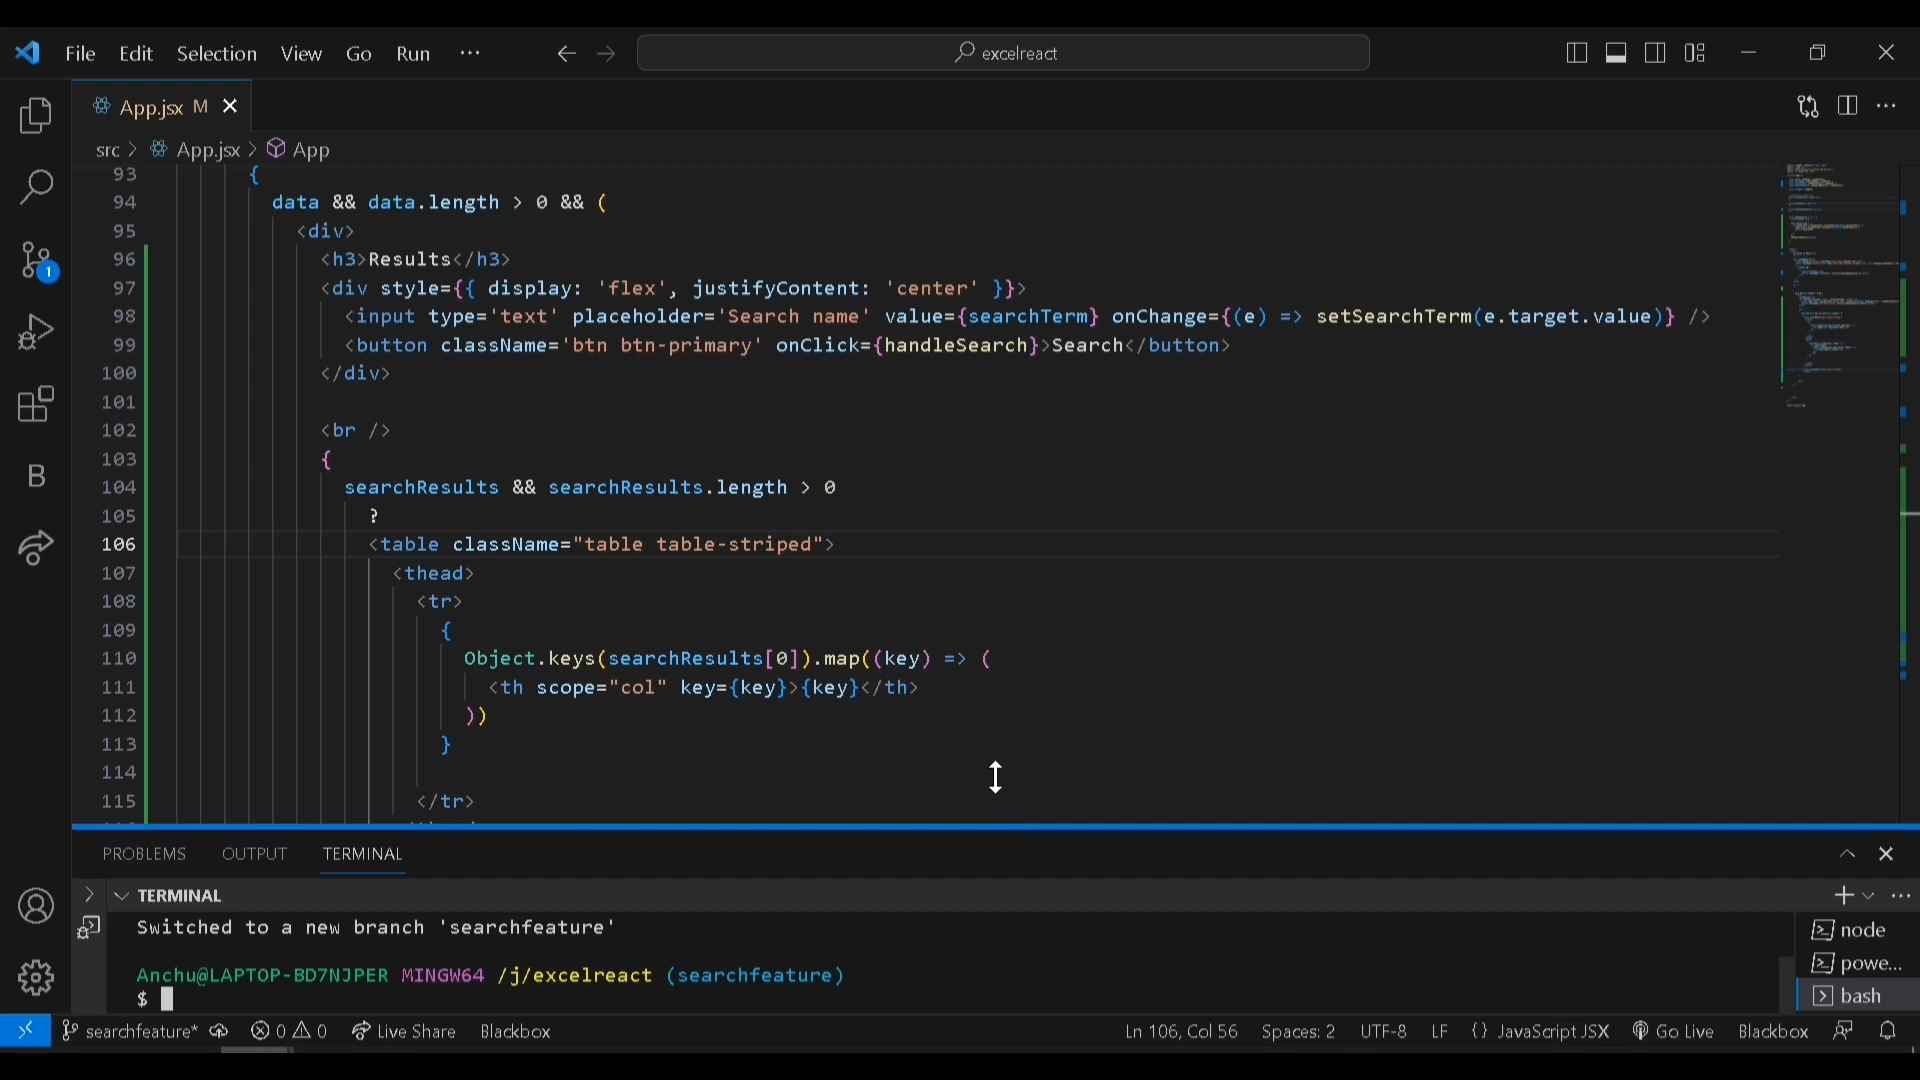 File Edit Selection View Go Run ··· excelreact
App.jsx M
src > App.jsx > App
93 {
94 data && data.length > 0 && (
95 <div>
96 <h3>Results</h3>
97 <div style={{ display: 'flex', justifyContent: 'center' }}>
98 <input type='text' placeholder='Search name' value={searchTerm} onChange={(e) => setSearchTerm(e.target.value)} />
99 <button className='btn btn-primary' onClick={handleSearch}>Search</button>
100 </div>
101
102 <br />
103 {
104 searchResults && searchResults.length > 0
105 ?
106 <table className="table table-striped">
107 <thead>
108 <tr>
109 {
110 Object.keys(searchResults[0]).map((key) => (
111 <th scope="col" key={key}>{key}</th>
112 ))
113 }
114
115 </tr>
1
B
PROBLEMS OUTPUT TERMINAL
TERMINAL
Switched to a new branch 'searchfeature'
Anchu@LAPTOP-BD7NJPER MINGW64 /j/excelreact (searchfeature)
$
node
powe...
bash
searchfeature* 0 0 Live Share Blackbox Ln 106, Col 56 Spaces: 2 UTF-8 LF {} JavaScript JSX Go Live Blackbox